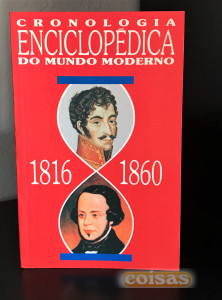 CRONOLOGIA
ENCICLOPÉDICA
DO MUNDO MODERNO
1816 1860
coisas